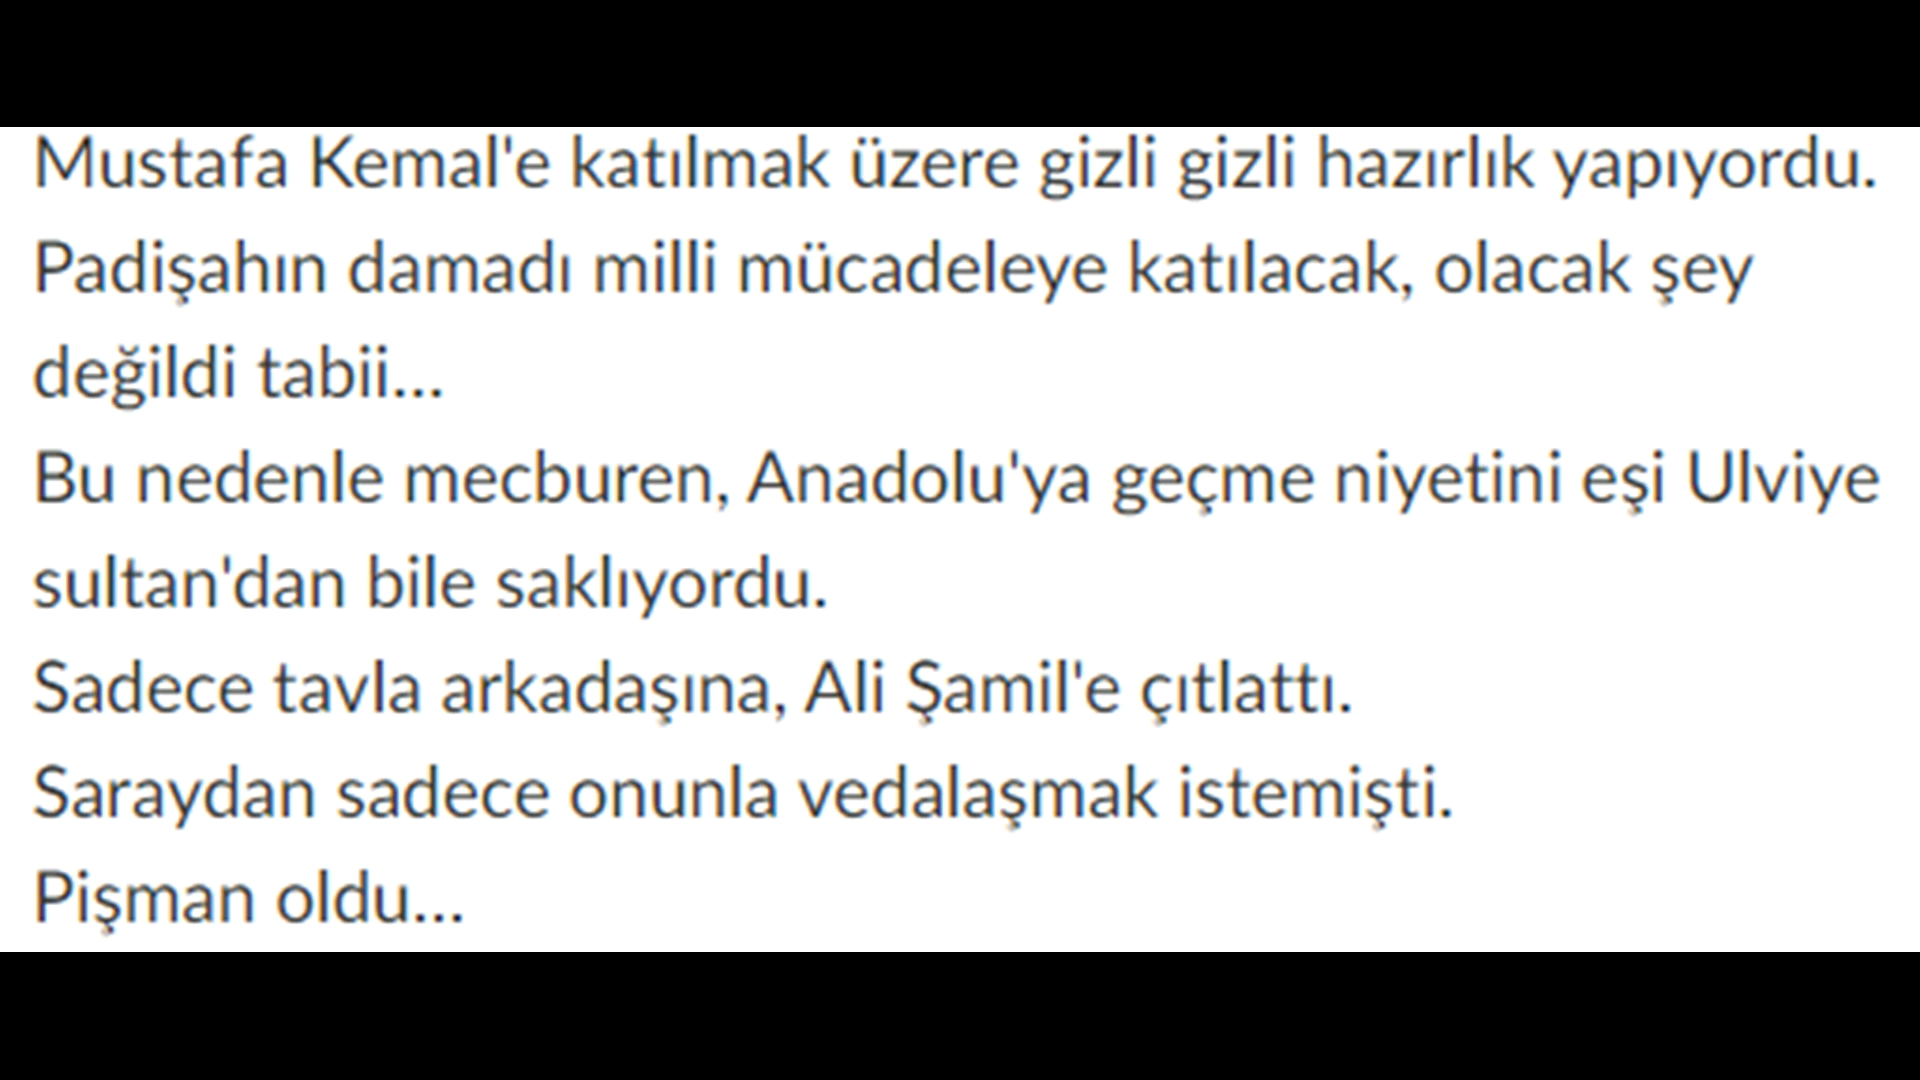 Mustafa Kemal'e katılmak üzere gizli gizli hazırlık yapıyordu.
Padişahın damadı milli mücadeleye katılacak, olacak şey
değildi tabii...
Bu nedenle mecburen, Anadolu'ya geçme niyetini eşi Ulviye
sultan'dan bile saklıyordu.
Sadece tavla arkadaşına, Ali Şamil'e çıtlattı.
Saraydan sadece onunla vedalaşmak istemişti.
Pişman oldu...